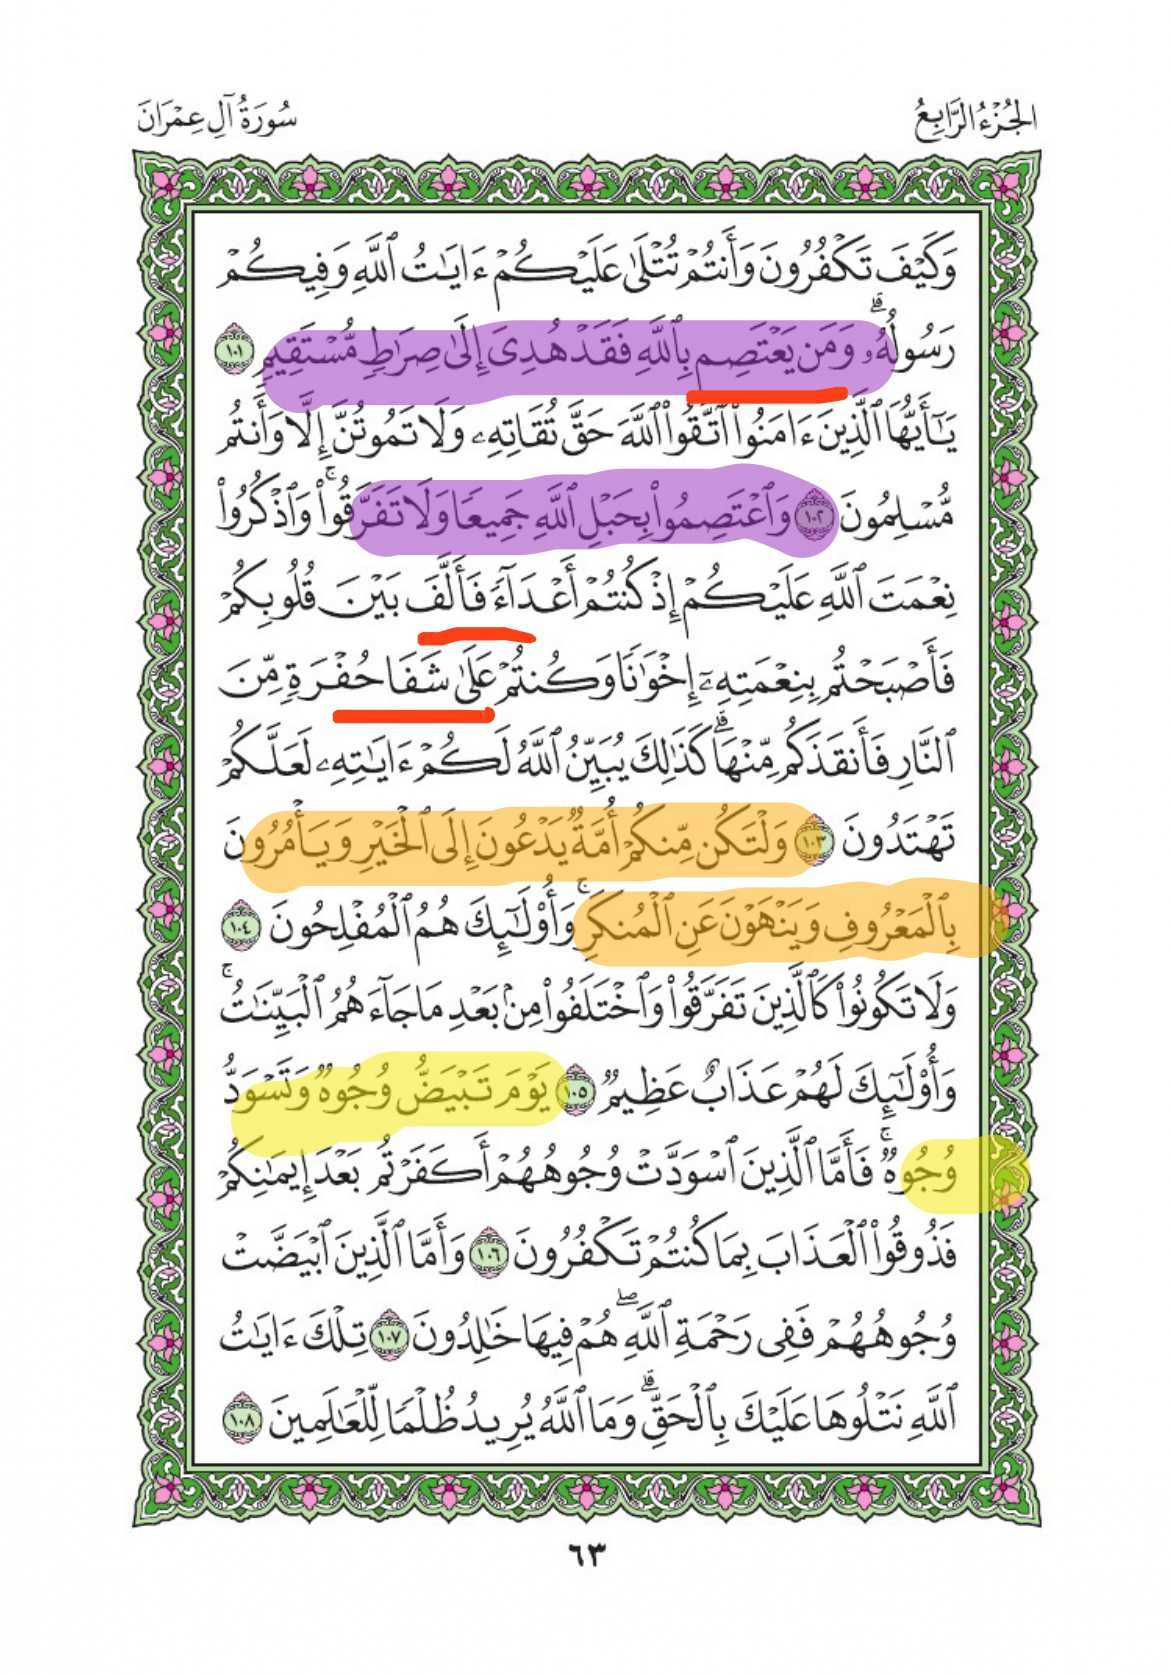 الجُزْءُ الرَّابِعُ
سُورَةُ آلِ عِمْرَانَ
وَكَيْفَ تَكْفُرُونَ وَأَنتُمْ تُتْلَىٰ عَلَيْكُمْ ءَايَٰتُ ٱللَّهِ وَفِيكُمْ
رَسُولُهُۥۗ وَمَن يَعْتَصِم بِٱللَّهِ فَقَدْ هُدِىَ إِلَىٰ صِرَٰطٍ مُّسْتَقِيمٍ ١٠١
يَٰٓأَيُّهَا ٱلَّذِينَ ءَامَنُوا۟ ٱتَّقُوا۟ ٱللَّهَ حَقَّ تُقَاتِهِۦ وَلَا تَمُوتُنَّ إِلَّا وَأَنتُم
مُّسْلِمُونَ ١٠٢ وَٱعْتَصِمُوا۟ بِحَبْلِ ٱللَّهِ جَمِيعًا وَلَا تَفَرَّقُوا۟ۚ وَٱذْكُرُوا۟
نِعْمَتَ ٱللَّهِ عَلَيْكُمْ إِذْ كُنتُمْ أَعْدَآءً فَأَلَّفَ بَيْنَ قُلُوبِكُمْ
فَأَصْبَحْتُم بِنِعْمَتِهِۦٓ إِخْوَٰنًا وَكُنتُمْ عَلَىٰ شَفَا حُفْرَةٍ مِّنَ
ٱلنَّارِ فَأَنقَذَكُم مِّنْهَاۗ كَذَٰلِكَ يُبَيِّنُ ٱللَّهُ لَكُمْ ءَايَٰتِهِۦ لَعَلَّكُمْ
تَهْتَدُونَ ١٠٣ وَلْتَكُن مِّنكُمْ أُمَّةٌ يَدْعُونَ إِلَى ٱلْخَيْرِ وَيَأْمُرُونَ
بِٱلْمَعْرُوفِ وَيَنْهَوْنَ عَنِ ٱلْمُنكَرِۚ وَأُو۟لَٰٓئِكَ هُمُ ٱلْمُفْلِحُونَ ١٠٤
وَلَا تَكُونُوا۟ كَٱلَّذِينَ تَفَرَّقُوا۟ وَٱخْتَلَفُوا۟ مِنۢ بَعْدِ مَا جَآءَهُمُ ٱلْبَيِّنَٰتُۚ
وَأُو۟لَٰٓئِكَ لَهُمْ عَذَابٌ عَظِيمٌ ١٠٥ يَوْمَ تَبْيَضُّ وُجُوهٌ وَتَسْوَدُّ
وُجُوهٌۚ فَأَمَّا ٱلَّذِينَ ٱسْوَدَّتْ وُجُوهُهُمْ أَكَفَرْتُم بَعْدَ إِيمَٰنِكُمْ
فَذُوقُوا۟ ٱلْعَذَابَ بِمَا كُنتُمْ تَكْفُرُونَ ١٠٦ وَأَمَّا ٱلَّذِينَ ٱبْيَضَّتْ
وُجُوهُهُمْ فَفِى رَحْمَةِ ٱللَّهِۖ هُمْ فِيهَا خَٰلِدُونَ ١٠٧ تِلْكَ ءَايَٰتُ
ٱللَّهِ نَتْلُوهَا عَلَيْكَ بِٱلْحَقِّۗ وَمَا ٱللَّهُ يُرِيدُ ظُلْمًا لِّلْعَٰلَمِينَ ١٠٨
٦٣